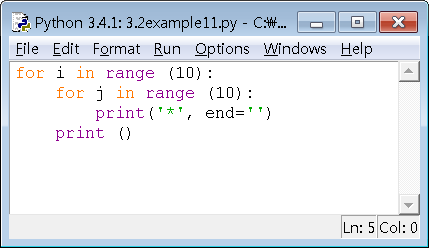 Python 3.4.1: 3.2example11.py - C:₩...
File Edit Format Run Options Windows Help
for i in range (10):
    for j in range (10):
        print('*', end='')
    print ()
Ln: 5 Col: 0